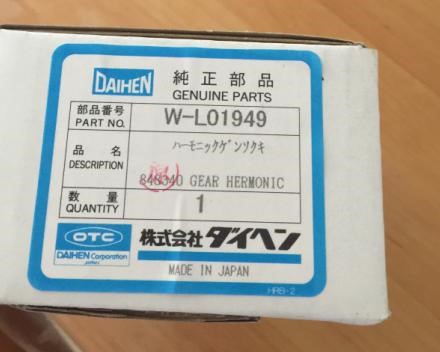 DAIHEN 純正部品
GENUINE PARTS
部品番号
PART NO.
W-L01949
品名
DESCRIPTION
ハーモニックゲンソクキ
848340 GEAR HERMONIC
数量
QUANTITY
1
OTC
DAIHEN Corporation
JAPAN
株式会社ダイヘン
MADE IN JAPAN
HRS-2